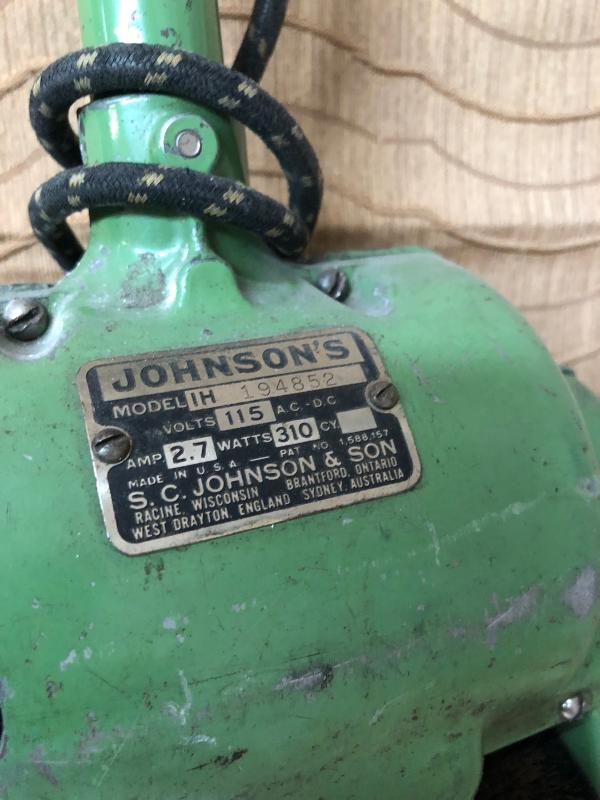 JOHNSON'S
MODEL 1H 194852
VOLTS 115 A.C.-D.C
AMP 2.7 WATTS 310 CY.
MADE IN U.S.A. — PAT NO. 1,588,157
S. C. JOHNSON & SON
RACINE, WISCONSIN BRANTFORD, ONTARIO
WEST DRAYTON, ENGLAND SYDNEY, AUSTRALIA